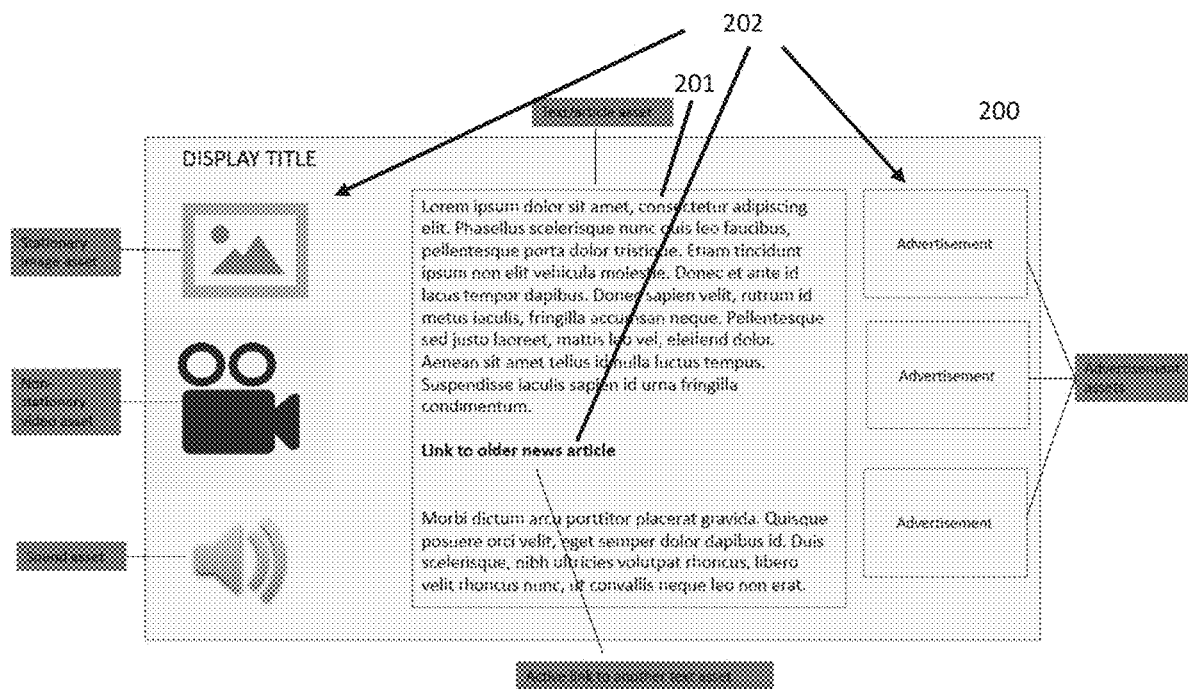 202
201
200
DISPLAY TITLE
Lorem ipsum dolor sit amet, consectetur adipiscing
elit. Phasellus scelerisque nunc quis leo faucibus,
pellentesque porta dolor tristique. Etiam tincidunt
ipsum non elit vehicula molestie. Donec et ante id
lacus tempor dapibus. Donec sapien velit, rutrum id
metus iaculis, fringilla accumsan neque. Pellentesque
sed justo laoreet, mattis leo vel, eleifend dolor.
Aenean sit amet tellus id nulla luctus tempus.
Suspendisse iaculis sapien id urna fringilla
condimentum.
Link to older news article
Morbi dictum arcu porttitor placerat gravida. Quisque
posuere orci velit, eget semper dolor dapibus id. Duis
scelerisque, nibh ultricies volutpat rhoncus, libero
velit rhoncus nunc, ut convallis neque leo non erat.
Advertisement
Advertisement
Advertisement